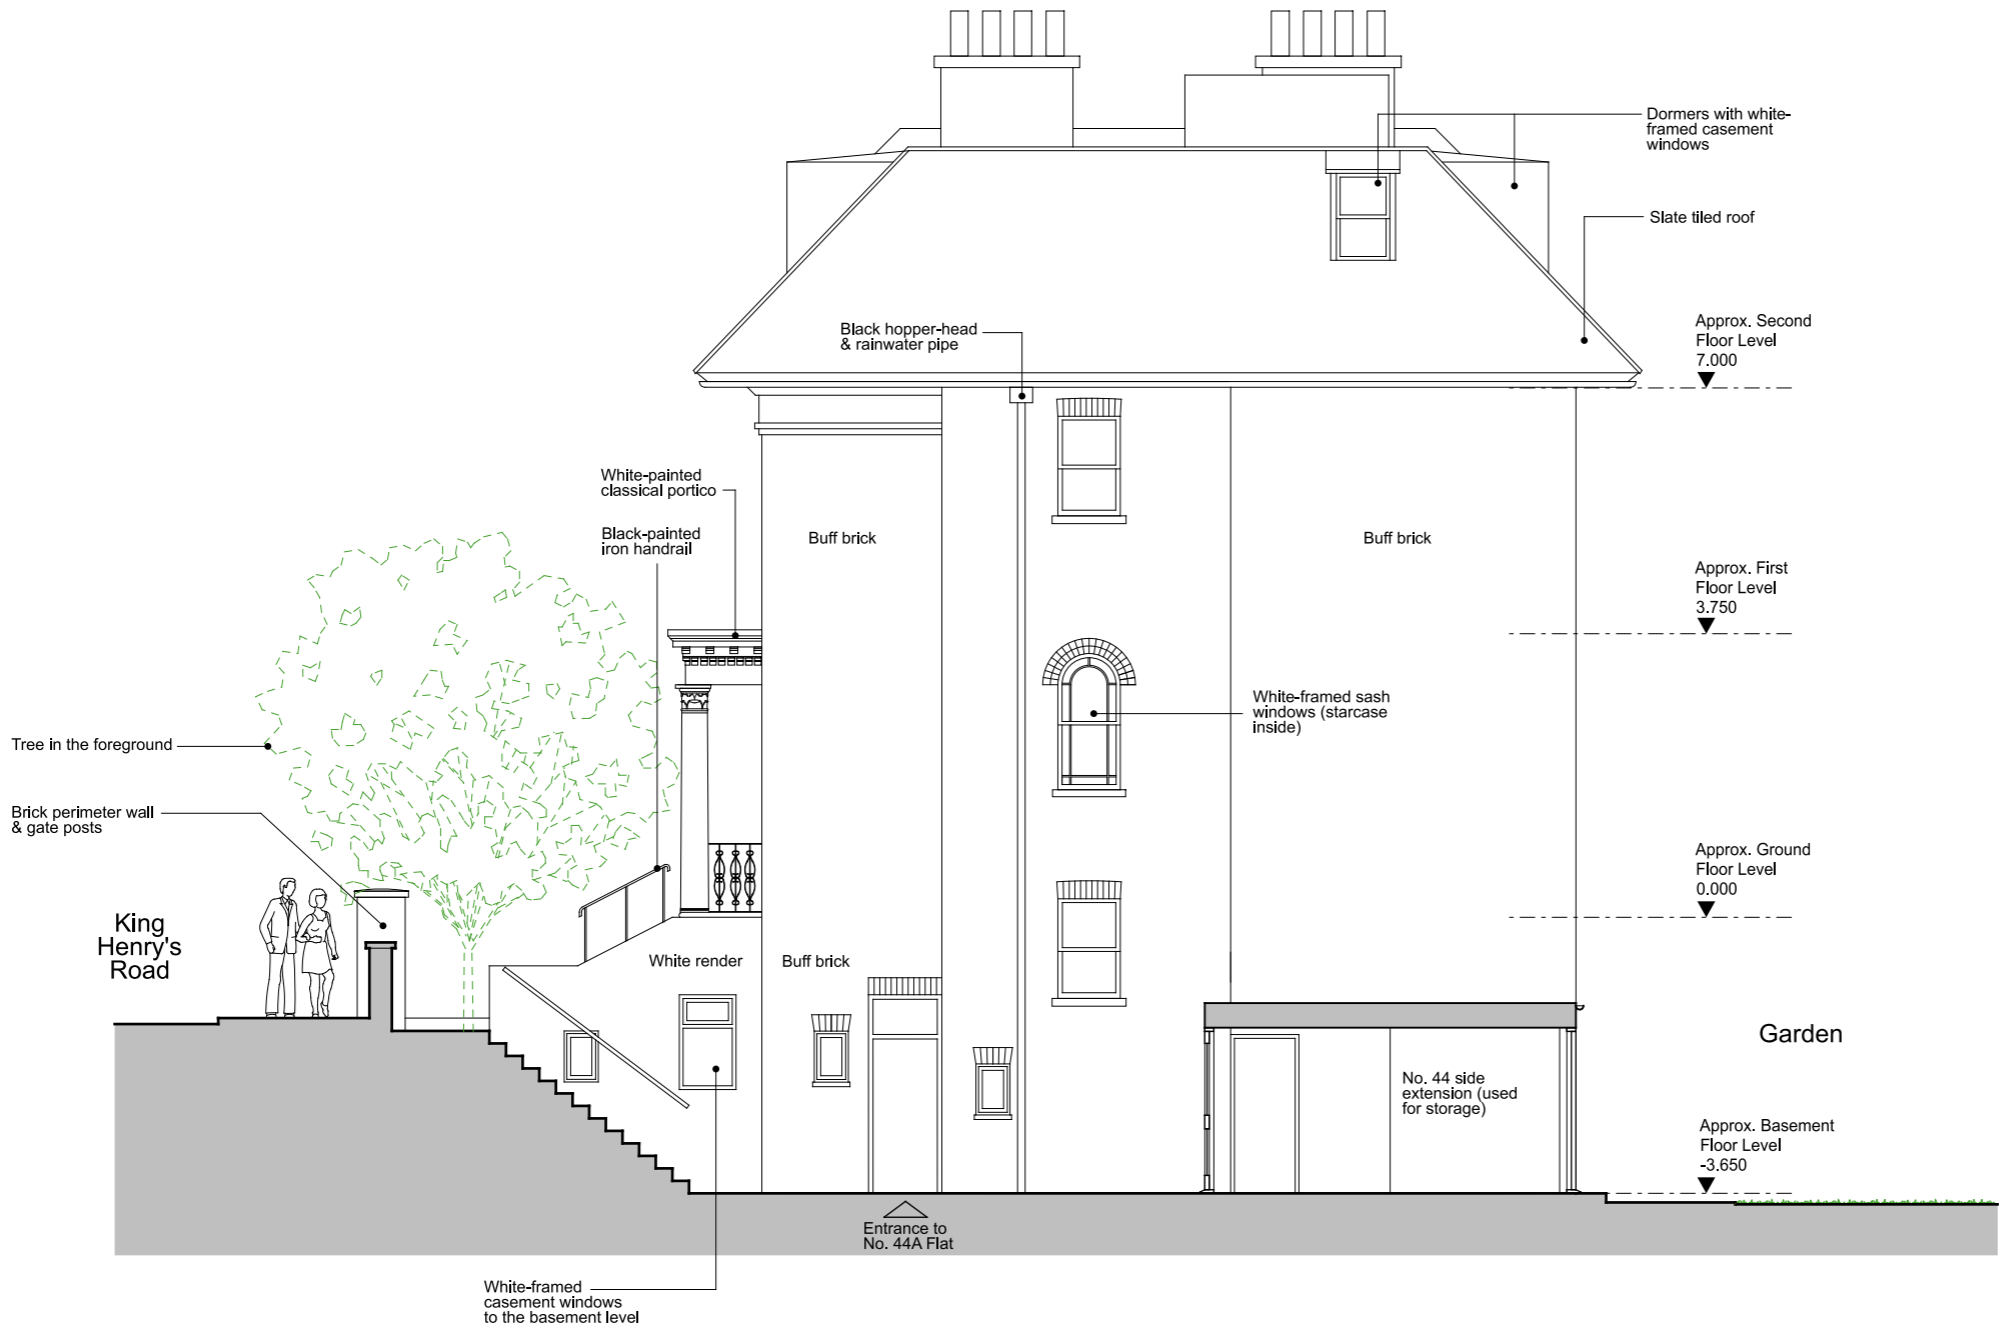 Dormers with white-
framed casement
windows
Slate tiled roof
Approx. Second
Floor Level
7.000
Black hopper-head
& rainwater pipe
White-painted
classical portico
Black-painted
iron handrail
Buff brick
Buff brick
Approx. First
Floor Level
3.750
White-framed sash
windows (starcase
inside)
Tree in the foreground
Brick perimeter wall
& gate posts
Approx. Ground
Floor Level
0.000
King
Henry's
Road
White render
Buff brick
Garden
No. 44 side
extension (used
for storage)
Approx. Basement
Floor Level
-3.650
Entrance to
No. 44A Flat
White-framed
casement windows
to the basement level